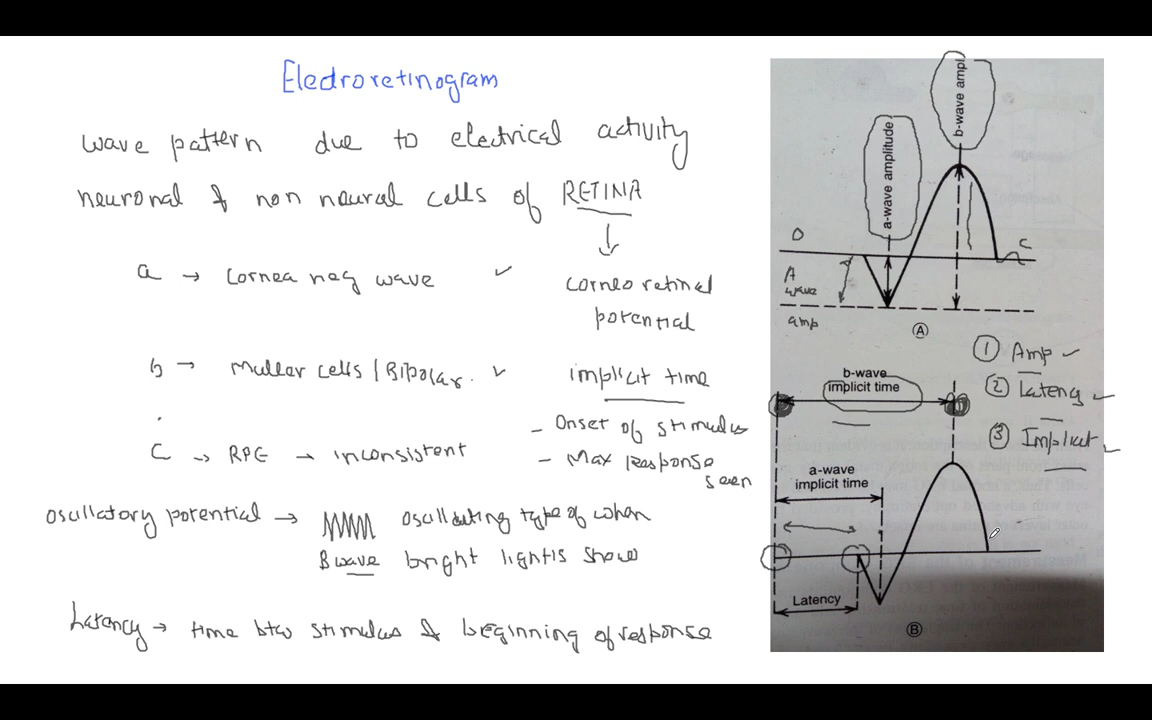 Electroretinogram
wave pattern due to electrical activity
neuronal & non neural cells of RETINA
a → Cornea neg wave ✓
corneo retinal
potential
b → Muller cells / Bipolar ✓
implicit time
- Onset of stimulus
- Max response
seen
C → RPE → inconsistent
oscillatory potential → oscillating type of when
B wave bright light is show
Latency → time btw stimulus & beginning of response
a-wave amplitude
b-wave ampl
O
C
A
wave
amp
A
① Amp ✓
② Latency ✓
③ Implicit ✓
b-wave
implicit time
a-wave
implicit time
Latency
B